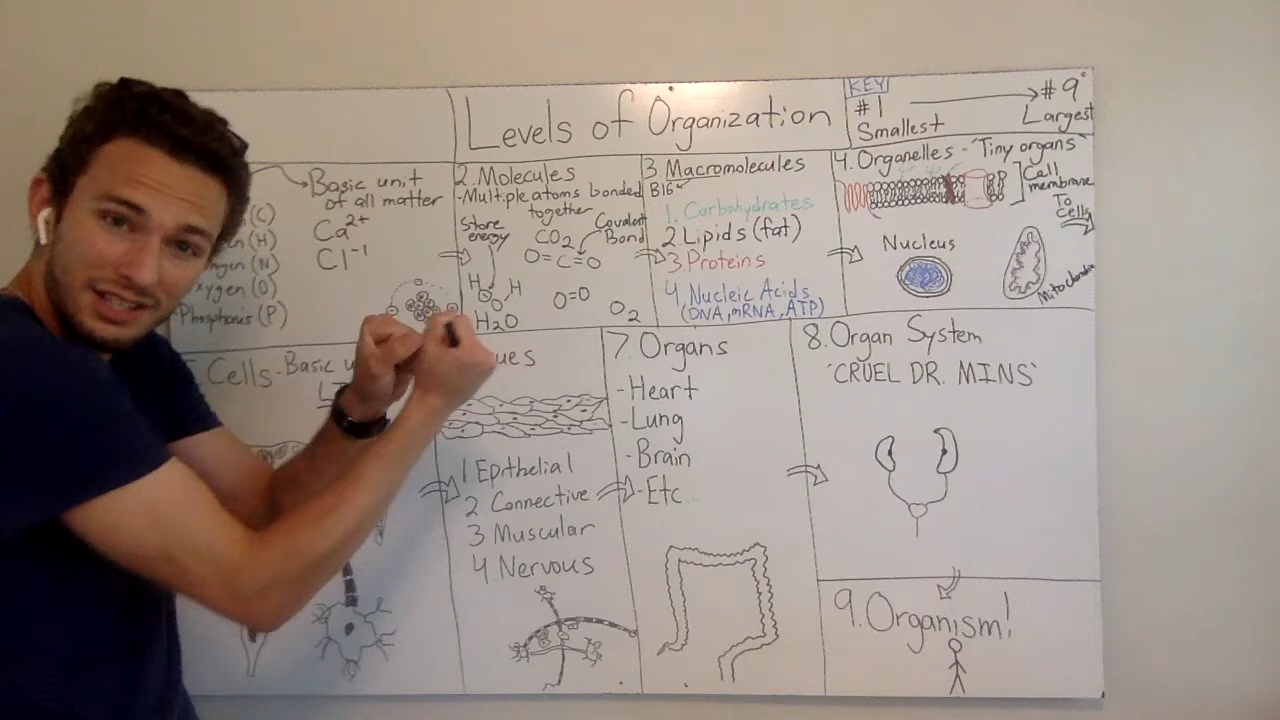 Levels of Organization
KEY
#1 #9
Smallest Largest
Basic unit
of all matter
Ca2+
Cl-1
(C)
(H)
(N)
(O)
Phosphorus (P)
2. Molecules
-Multiple atoms bonded
together
Store
energy
Covalent
Bond
CO2
O=C=O
H H
O
O=O
H2O
O2
3. Macromolecules
BIG
1. Carbohydrates
2. Lipids (fat)
3. Proteins
4. Nucleic Acids
(DNA, mRNA, ATP)
4. Organelles - "Tiny organs"
Cell
membrane
To
Cells
Nucleus
Mitochondria
Cells - Basic
ues
1 Epithelial
2. Connective
3 Muscular
4. Nervous
7. Organs
-Heart
-Lung
-Brain
-Etc
8. Organ System
"CRUEL DR. MINS"
9. Organism!